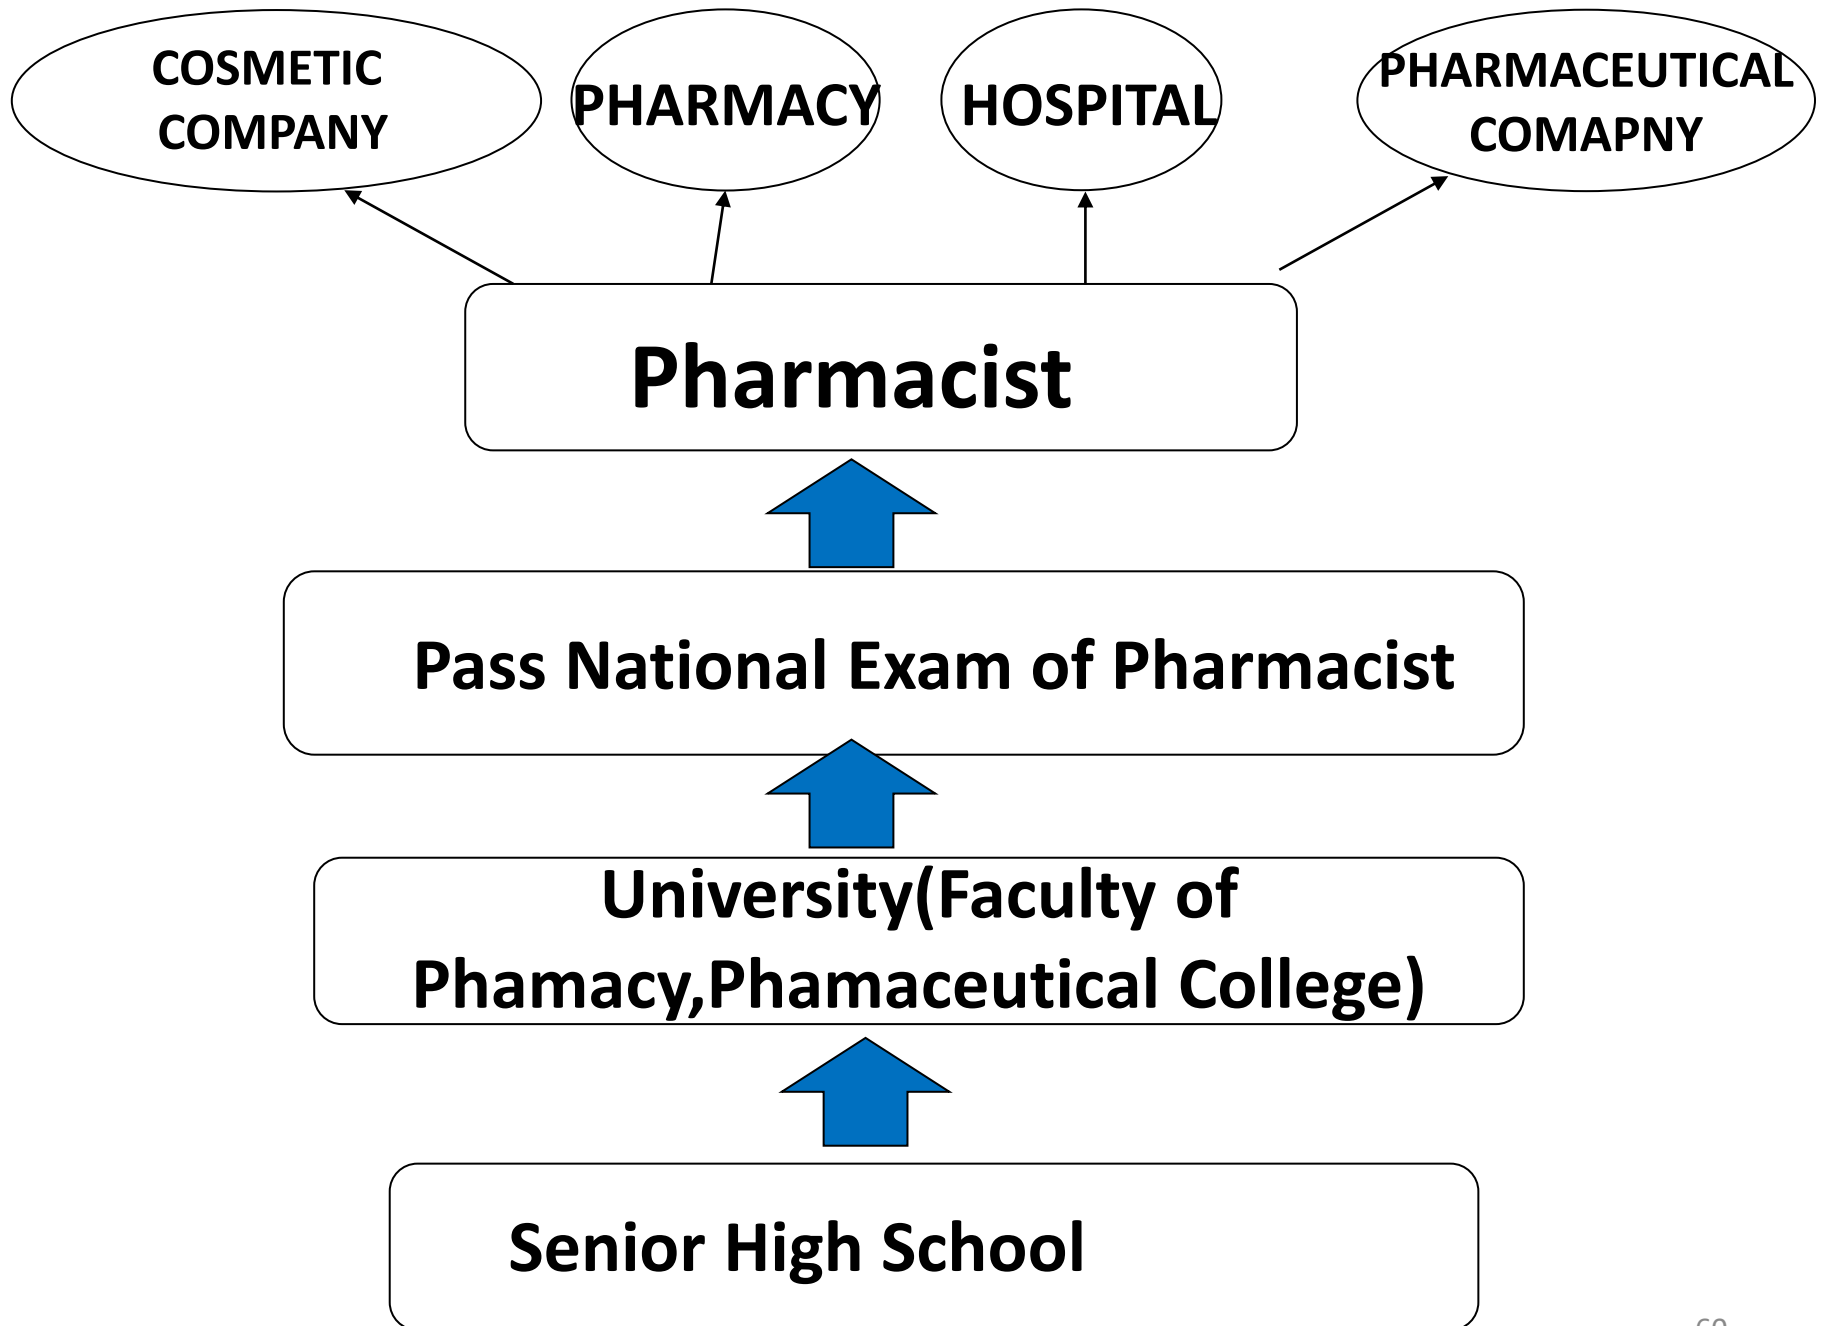 COSMETIC
COMPANY
PHARMACY
HOSPITAL
PHARMACEUTICAL
COMAPNY
Pharmacist
Pass National Exam of Pharmacist
University(Faculty of
Phamacy,Phamaceutical College)
Senior High School